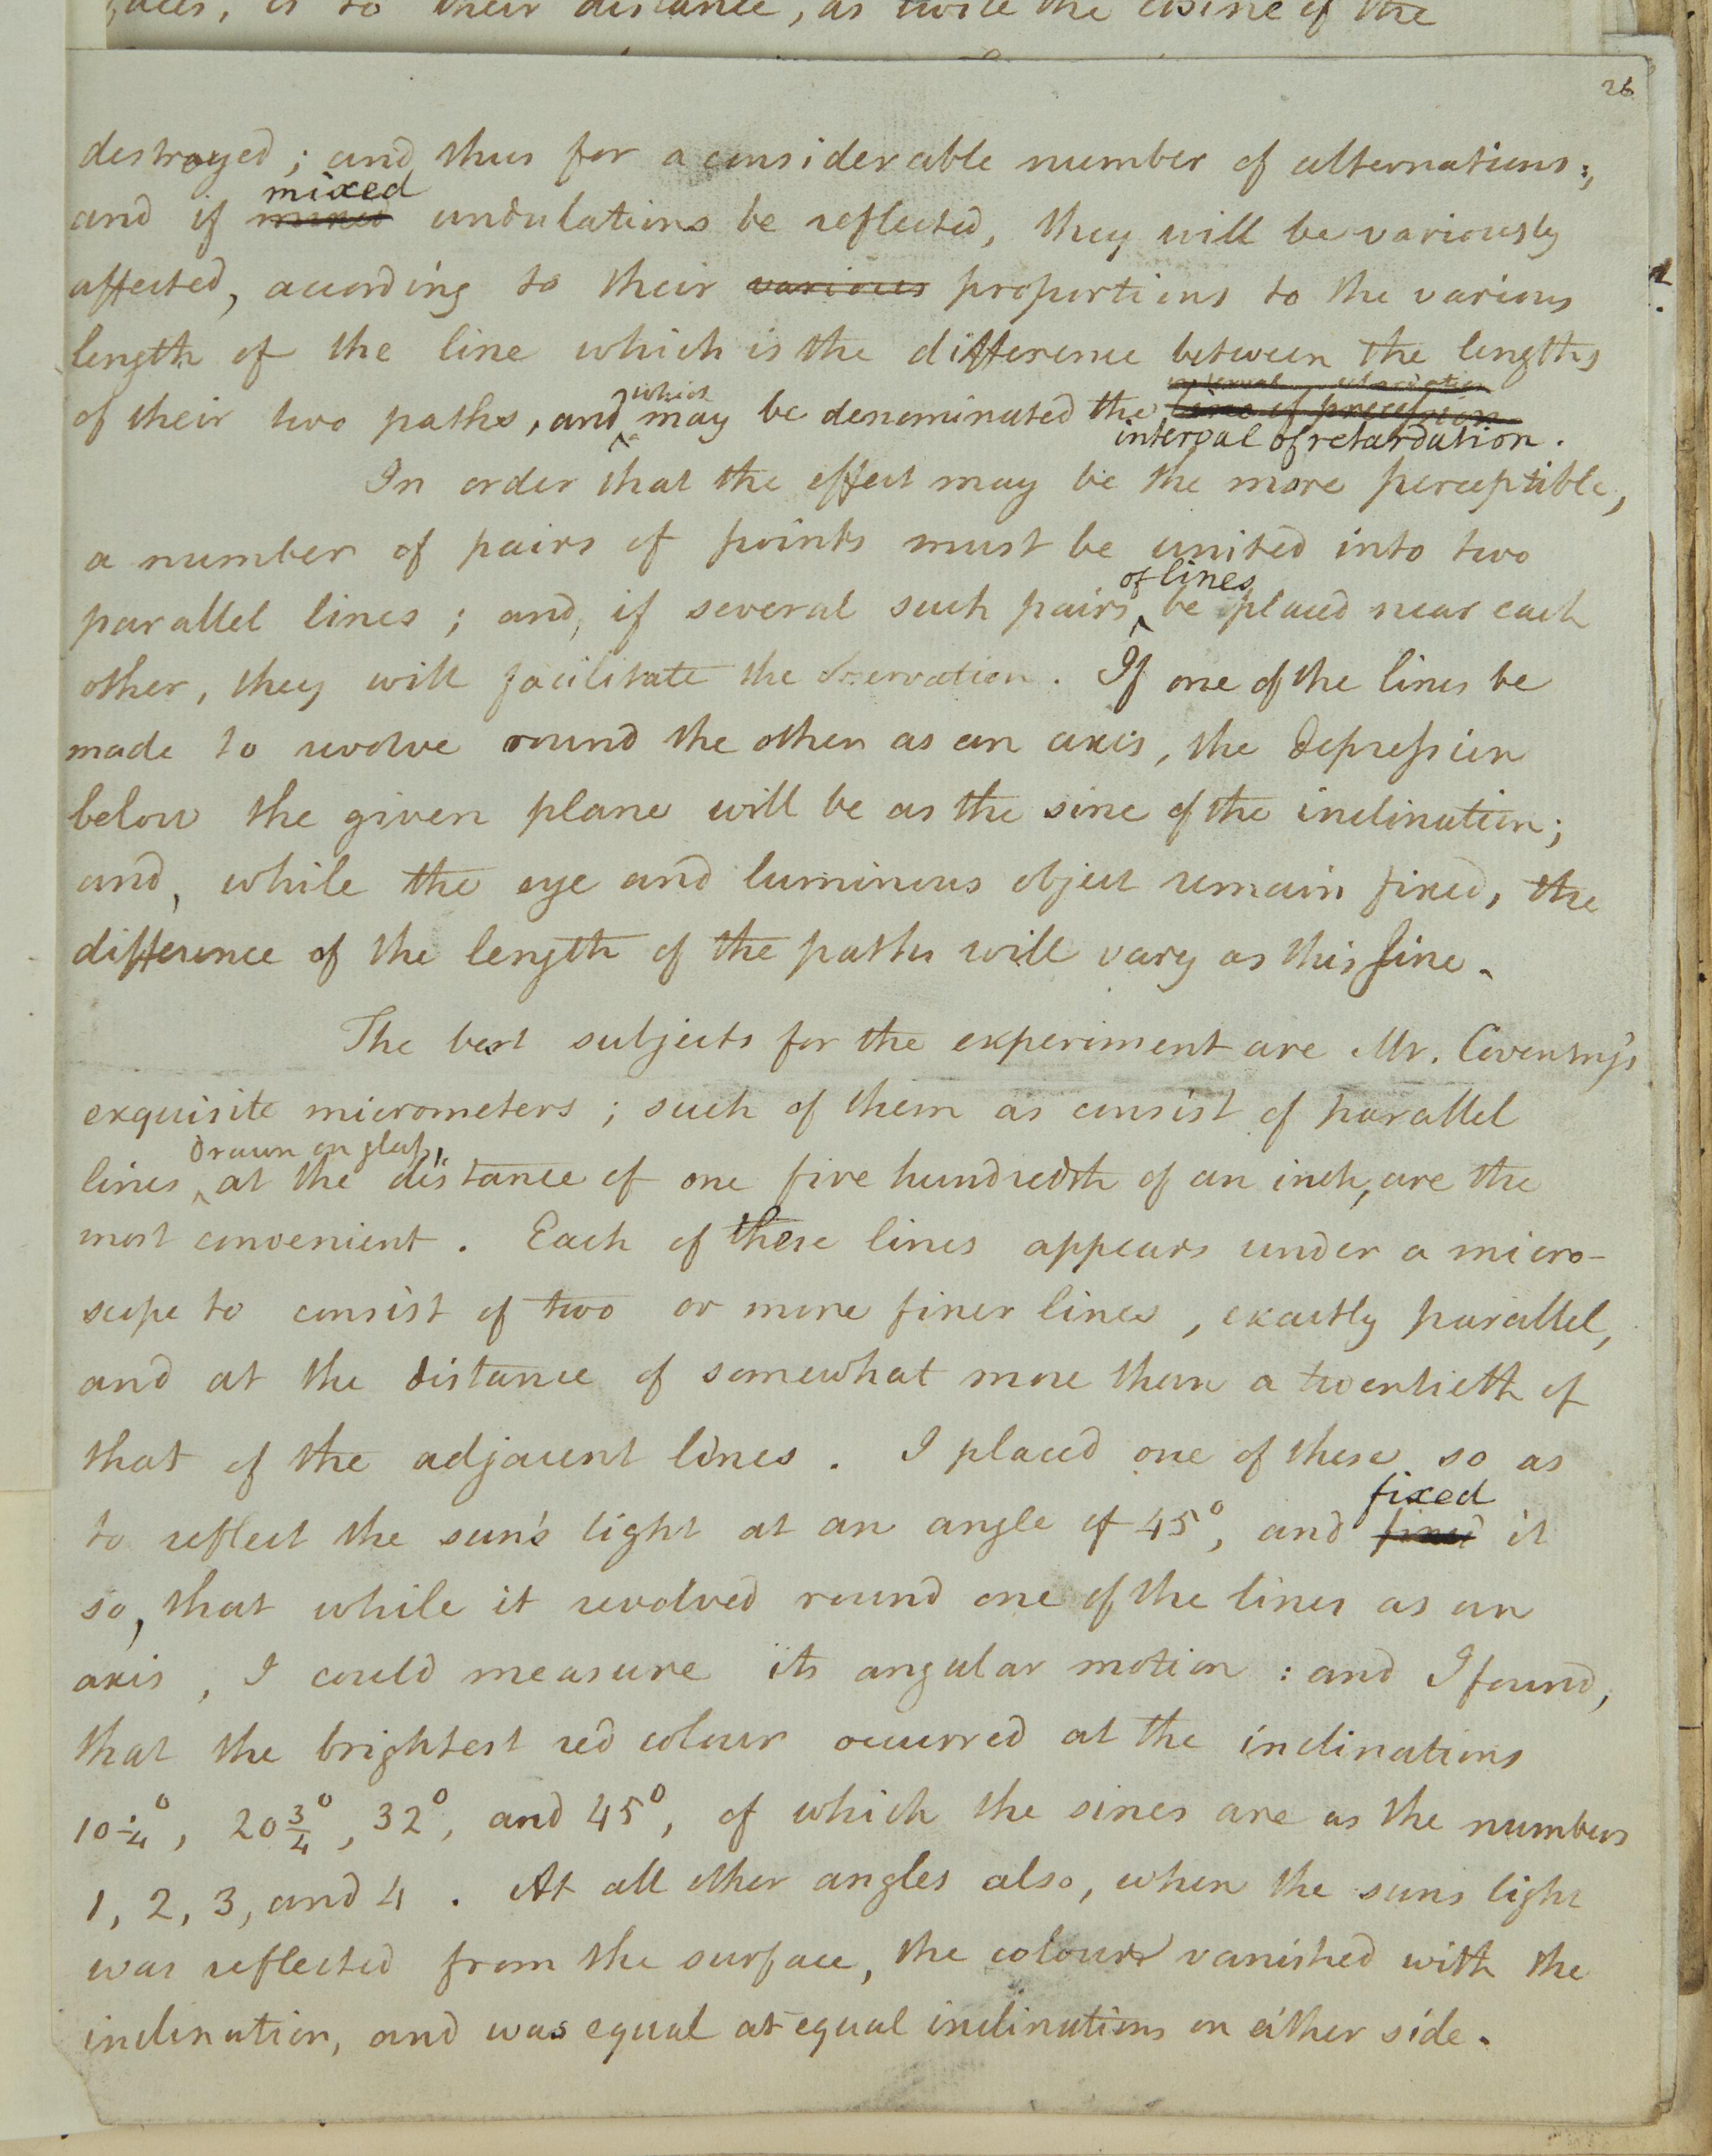 is to their distance, as twice the cosine of the
26
destroyed; and thus for a considerable number of alternations;
mixed
and if mixed undulations be reflected, they will be variously
affected, according to their various proportions to the various
length of the line which is the difference between the lengths
which
of their two paths, and may be denominated the line of precession
interval of retardation.
In order that the effect may be the more perceptible,
a number of pairs of points must be united into two
of lines
parallel lines; and, if several such pairs be placed near each
other, they will facilitate the observation. If one of the lines be
made to revolve round the other as an axis, the depression
below the given plane will be as the sine of the inclination;
and, while the eye and luminous object remain fixed, the
difference of the length of the paths will vary as this sine.
The best subjects for the experiment are Mr. Coventry's
exquisite micrometers; such of them as consist of parallel
drawn on glass,
lines at the distance of one five hundredth of an inch, are the
most convenient. Each of these lines appears under a micro-
scope to consist of two or more finer lines, exactly parallel,
and at the distance of somewhat more than a twentieth of
that of the adjacent lines. I placed one of these so as
fixed
to reflect the sun's light at an angle of 45°, and fixed it
so, that while it revolved round one of the lines as an
axis, I could measure its angular motion: and I found,
that the brightest red colour occurred at the inclinations
10 1/4°, 20 3/4°, 32°, and 45°, of which the sines are as the numbers
1, 2, 3, and 4. At all other angles also, when the suns light
was reflected from the surface, the colour vanished with the
inclination, and was equal at equal inclinations on either side.